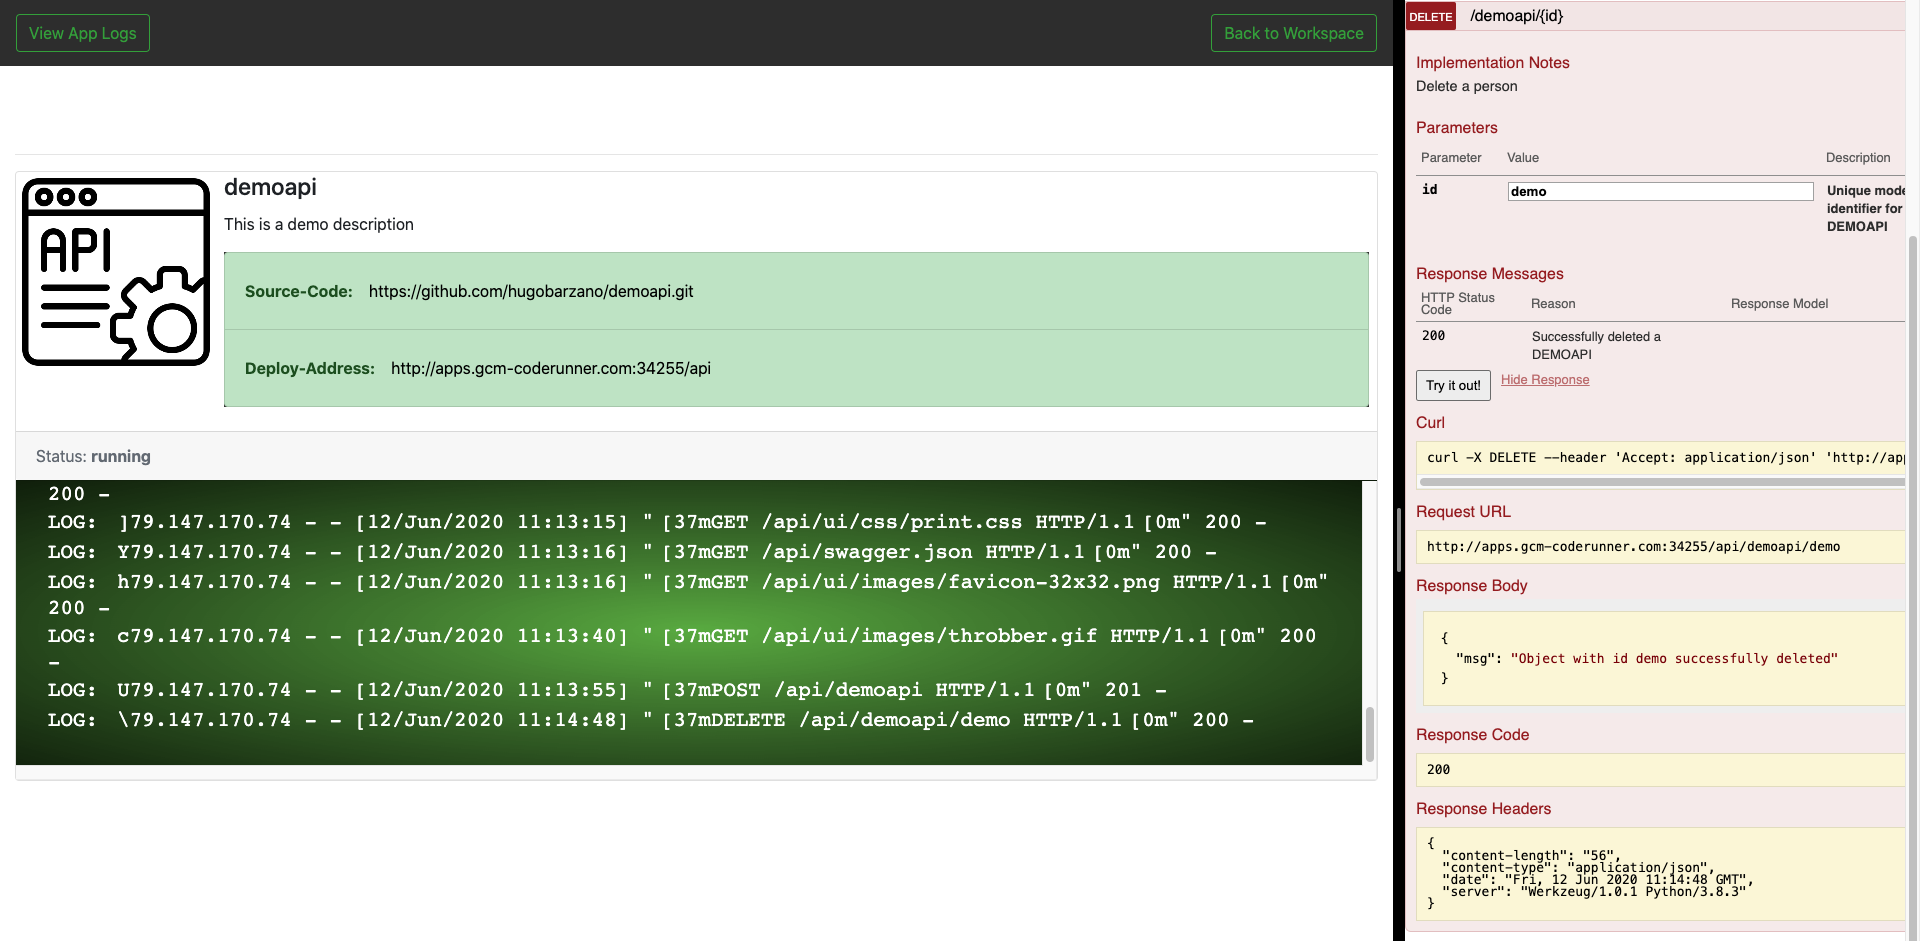 View App Logs
Back to Workspace
API
demoapi
This is a demo description
Source-Code: https://github.com/hugobarzano/demoapi.git
Deploy-Address: http://apps.gcm-coderunner.com:34255/api
Status: running
200 -
LOG: ]79.147.170.74 - - [12/Jun/2020 11:13:15] " [37mGET /api/ui/css/print.css HTTP/1.1 [0m" 200 -
LOG: Y79.147.170.74 - - [12/Jun/2020 11:13:16] " [37mGET /api/swagger.json HTTP/1.1 [0m" 200 -
LOG: h79.147.170.74 - - [12/Jun/2020 11:13:16] " [37mGET /api/ui/images/favicon-32x32.png HTTP/1.1 [0m"
200 -
LOG: c79.147.170.74 - - [12/Jun/2020 11:13:40] " [37mGET /api/ui/images/throbber.gif HTTP/1.1 [0m" 200
-
LOG: U79.147.170.74 - - [12/Jun/2020 11:13:55] " [37mPOST /api/demoapi HTTP/1.1 [0m" 201 -
LOG: \79.147.170.74 - - [12/Jun/2020 11:14:48] " [37mDELETE /api/demoapi/demo HTTP/1.1 [0m" 200 -
DELETE /demoapi/{id}
Implementation Notes
Delete a person
Parameters
Parameter Value Description
id demo Unique mode
identifier for
DEMOAPI
Response Messages
HTTP Status
Code Reason Response Model
200 Successfully deleted a
DEMOAPI
Try it out! Hide Response
Curl
curl -X DELETE --header 'Accept: application/json' 'http://ap
Request URL
http://apps.gcm-coderunner.com:34255/api/demoapi/demo
Response Body
{
"msg": "Object with id demo successfully deleted"
}
Response Code
200
Response Headers
{
"content-length": "56",
"content-type": "application/json",
"date": "Fri, 12 Jun 2020 11:14:48 GMT",
"server": "Werkzeug/1.0.1 Python/3.8.3"
}